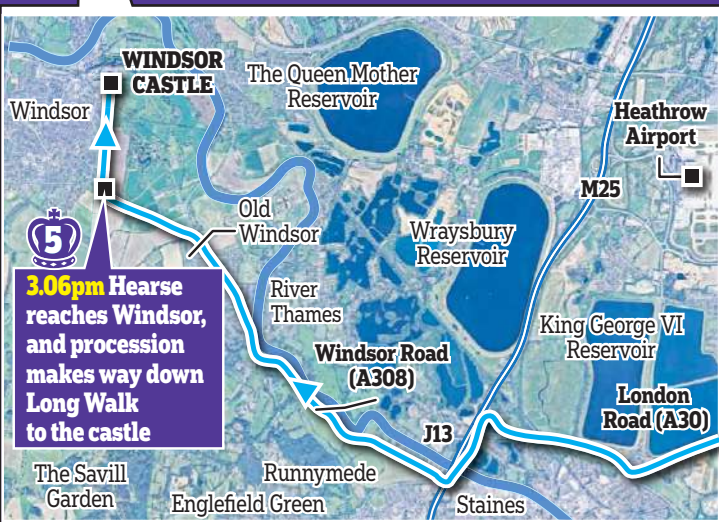 WINDSOR
CASTLE
Windsor
The Queen Mother
Reservoir
Heathrow
Airport
M25
Old
Windsor
Wraysbury
Reservoir
5
3.06pm Hearse
reaches Windsor,
and procession
makes way down
Long Walk
to the castle
River
Thames
King George VI
Reservoir
Windsor Road
(A308)
London
Road (A30)
J13
The Savill
Garden
Runnymede
Englefield Green
Staines